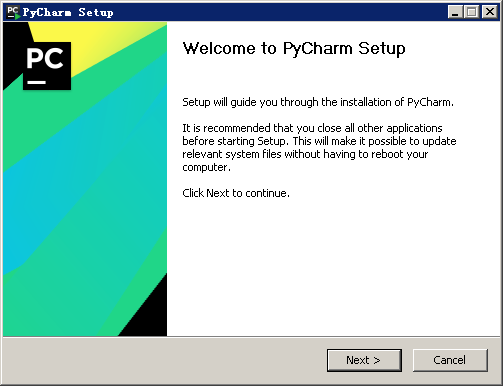 PyCharm Setup
PC
Welcome to PyCharm Setup
Setup will guide you through the installation of PyCharm.
It is recommended that you close all other applications
before starting Setup. This will make it possible to update
relevant system files without having to reboot your
computer.
Click Next to continue.
Next >
Cancel